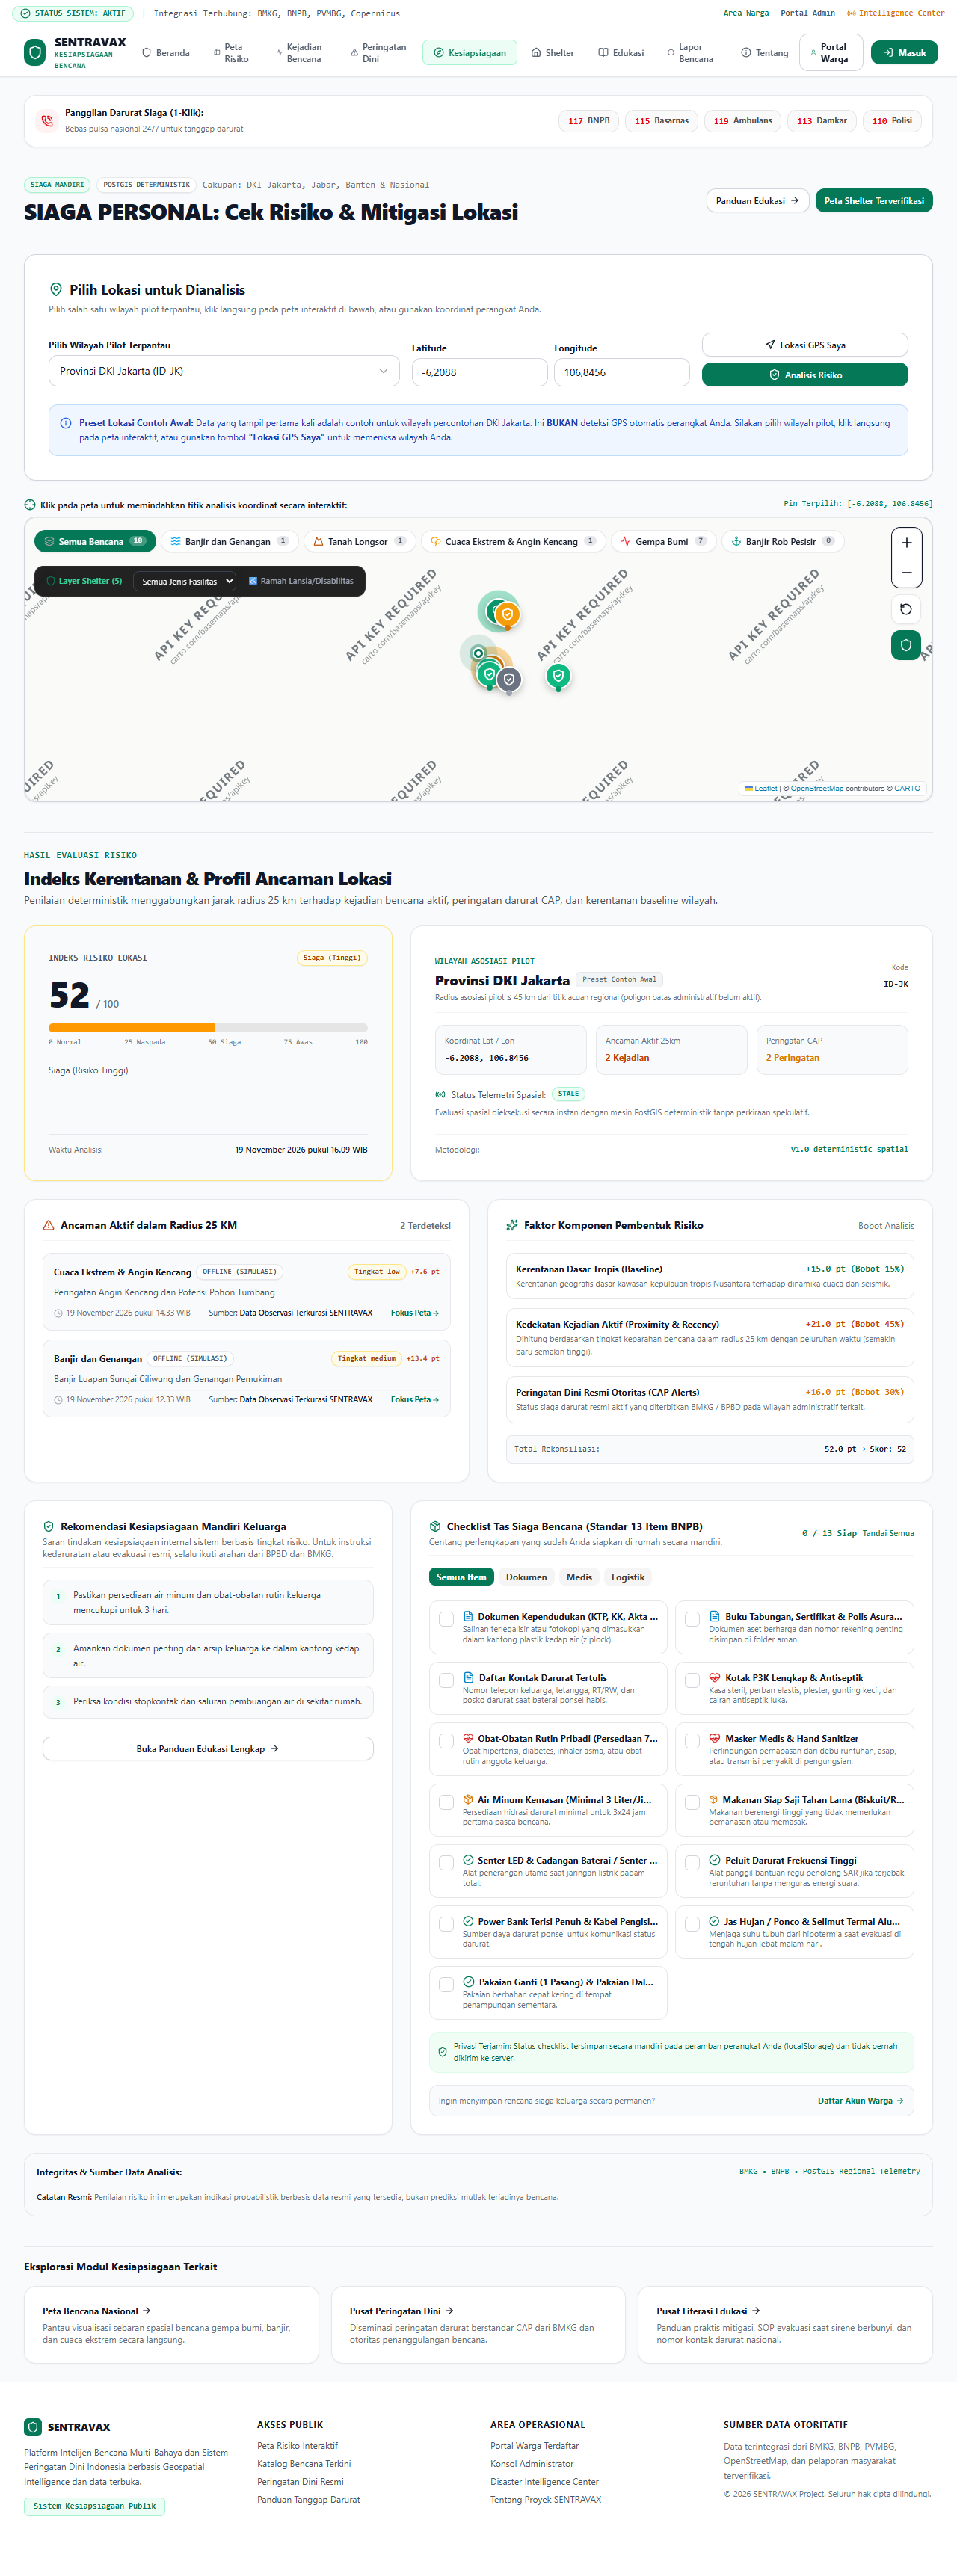 STATUS SISTEM: AKTIF | Integrasi Terhubung: BMKG, BNPB, PVMBG, Copernicus
Area Warga Portal Admin Intelligence Center
SENTRAVAX
KESIAPSIAGAAN BENCANA
Beranda
Peta Risiko
Kejadian Bencana
Peringatan Dini
Kesiapsiagaan
Shelter
Edukasi
Lapor Bencana
Tentang
Portal Warga
Masuk
Panggilan Darurat Siaga (1-Klik):
Bebas pulsa nasional 24/7 untuk tanggap darurat
117 BNPB
115 Basarnas
119 Ambulans
113 Damkar
110 Polisi
SIAGA MANDIRI POSTGIS DETERMINISTIK Cakupan: DKI Jakarta, Jabar, Banten & Nasional
SIAGA PERSONAL: Cek Risiko & Mitigasi Lokasi
Panduan Edukasi →
Peta Shelter Terverifikasi
Pilih Lokasi untuk Dianalisis
Pilih salah satu wilayah pilot terpantau, klik langsung pada peta interaktif di bawah, atau gunakan koordinat perangkat Anda.
Pilih Wilayah Pilot Terpantau
Provinsi DKI Jakarta (ID-JK)
Latitude
-6,2088
Longitude
106,8456
Lokasi GPS Saya
Analisis Risiko
Preset Lokasi Contoh Awal: Data yang tampil pertama kali adalah contoh untuk wilayah percontohan DKI Jakarta. Ini BUKAN deteksi GPS otomatis perangkat Anda. Silakan pilih wilayah pilot, klik langsung
pada peta interaktif, atau gunakan tombol "Lokasi GPS Saya" untuk memeriksa wilayah Anda.
Klik pada peta untuk memindahkan titik analisis koordinat secara interaktif:
Pin Terpilih: [-6.2088, 106.8456]
Semua Bencana 10
Banjir dan Genangan 1
Tanah Longsor 1
Cuaca Ekstrem & Angin Kencang 1
Gempa Bumi 7
Banjir Rob Pesisir 0
Layer Shelter (5)
Semua Jenis Fasilitas
Ramah Lansia/Disabilitas
API KEY REQUIRED
carto.com/basemaps/apikey
API KEY REQUIRED
carto.com/basemaps/apikey
API KEY REQUIRED
carto.com/basemaps/apikey
API KEY REQUIRED
carto.com/basemaps/apikey
Leaflet | © OpenStreetMap contributors © CARTO
HASIL EVALUASI RISIKO
Indeks Kerentanan & Profil Ancaman Lokasi
Penilaian deterministik menggabungkan jarak radius 25 km terhadap kejadian bencana aktif, peringatan darurat CAP, dan kerentanan baseline wilayah.
INDEKS RISIKO LOKASI
Siaga (Tinggi)
52 / 100
0 Normal 25 Waspada 50 Siaga 75 Awas 100
Siaga (Risiko Tinggi)
Waktu Analisis: 19 November 2026 pukul 16.09 WIB
WILAYAH ASOSIASI PILOT
Provinsi DKI Jakarta Preset Contoh Awal
Radius asosiasi pilot ≤ 45 km dari titik acuan regional (poligon batas administratif belum aktif).
Kode
ID-JK
Koordinat Lat / Lon
-6.2088, 106.8456
Ancaman Aktif 25km
2 Kejadian
Peringatan CAP
2 Peringatan
Status Telemetri Spasial: STALE
Evaluasi spasial dieksekusi secara instan dengan mesin PostGIS deterministik tanpa perkiraan spekulatif.
Metodologi: v1.0-deterministic-spatial
Ancaman Aktif dalam Radius 25 KM
2 Terdeteksi
Cuaca Ekstrem & Angin Kencang OFFLINE (SIMULASI) Tingkat low +7.6 pt
Peringatan Angin Kencang dan Potensi Pohon Tumbang
19 November 2026 pukul 14.33 WIB Sumber: Data Observasi Terkurasi SENTRAVAX Fokus Peta →
Banjir dan Genangan OFFLINE (SIMULASI) Tingkat medium +13.4 pt
Banjir Luapan Sungai Ciliwung dan Genangan Pemukiman
19 November 2026 pukul 12.33 WIB Sumber: Data Observasi Terkurasi SENTRAVAX Fokus Peta →
Faktor Komponen Pembentuk Risiko
Bobot Analisis
Kerentanan Dasar Tropis (Baseline) +15.0 pt (Bobot 15%)
Kerentanan geografis dasar kawasan kepulauan tropis Nusantara terhadap dinamika cuaca dan seismik.
Kedekatan Kejadian Aktif (Proximity & Recency) +21.0 pt (Bobot 45%)
Dihitung berdasarkan tingkat keparahan bencana dalam radius 25 km dengan peluruhan waktu (semakin
baru semakin tinggi).
Peringatan Dini Resmi Otoritas (CAP Alerts) +16.0 pt (Bobot 30%)
Status siaga darurat resmi aktif yang diterbitkan BMKG / BPBD pada wilayah administratif terkait.
Total Rekonsiliasi: 52.0 pt → Skor: 52
Rekomendasi Kesiapsiagaan Mandiri Keluarga
Saran tindakan kesiapsiagaan internal sistem berbasis tingkat risiko. Untuk instruksi
kedaruratan atau evakuasi resmi, selalu ikuti arahan dari BPBD dan BMKG.
1 Pastikan persediaan air minum dan obat-obatan rutin keluarga
mencukupi untuk 3 hari.
2 Amankan dokumen penting dan arsip keluarga ke dalam kantong kedap
air.
3 Periksa kondisi stopkontak dan saluran pembuangan air di sekitar rumah.
Buka Panduan Edukasi Lengkap →
Checklist Tas Siaga Bencana (Standar 13 Item BNPB)
Centang perlengkapan yang sudah Anda siapkan di rumah secara mandiri.
0 / 13 Siap Tandai Semua
Semua Item Dokumen Medis Logistik
Dokumen Kependudukan (KTP, KK, Akta ...
Salinan terlegalisir atau fotokopi yang dimasukkan
dalam kantong plastik kedap air (ziplock).
Buku Tabungan, Sertifikat & Polis Asura...
Dokumen aset berharga dan nomor rekening penting
disimpan di folder aman.
Daftar Kontak Darurat Tertulis
Nomor telepon keluarga, tetangga, RT/RW, dan
posko darurat saat baterai ponsel habis.
Kotak P3K Lengkap & Antiseptik
Kasa steril, perban elastis, plester, gunting kecil, dan
cairan antiseptik luka.
Obat-Obatan Rutin Pribadi (Persediaan 7...
Obat hipertensi, diabetes, inhaler asma, atau obat
rutin anggota keluarga.
Masker Medis & Hand Sanitizer
Perlindungan pernapasan dari debu runtuhan, asap,
atau transmisi penyakit di pengungsian.
Air Minum Kemasan (Minimal 3 Liter/Ji...
Persediaan hidrasi darurat minimal untuk 3x24 jam
pertama pasca bencana.
Makanan Siap Saji Tahan Lama (Biskuit/R...
Makanan berenergi tinggi yang tidak memerlukan
pemanasan atau memasak.
Senter LED & Cadangan Baterai / Senter ...
Alat penerangan utama saat jaringan listrik padam
total.
Peluit Darurat Frekuensi Tinggi
Alat panggil bantuan regu penolong SAR jika terjebak
reruntuhan tanpa menguras energi suara.
Power Bank Terisi Penuh & Kabel Pengisi...
Sumber daya darurat ponsel untuk komunikasi status
darurat.
Jas Hujan / Ponco & Selimut Termal Alu...
Menjaga suhu tubuh dari hipotermia saat evakuasi di
tengah hujan lebat malam hari.
Pakaian Ganti (1 Pasang) & Pakaian Dal...
Pakaian berbahan cepat kering di tempat
penampungan sementara.
Privasi Terjamin: Status checklist tersimpan secara mandiri pada peramban perangkat Anda (localStorage) dan tidak pernah
dikirim ke server.
Ingin menyimpan rencana siaga keluarga secara permanen? Daftar Akun Warga →
Integritas & Sumber Data Analisis:
BMKG • BNPB • PostGIS Regional Telemetry
Catatan Resmi: Penilaian risiko ini merupakan indikasi probabilistik berbasis data resmi yang tersedia, bukan prediksi mutlak terjadinya bencana.
Eksplorasi Modul Kesiapsiagaan Terkait
Peta Bencana Nasional →
Pantau visualisasi sebaran spasial bencana gempa bumi, banjir,
dan cuaca ekstrem secara langsung.
Pusat Peringatan Dini →
Diseminasi peringatan darurat berstandar CAP dari BMKG dan
otoritas penanggulangan bencana.
Pusat Literasi Edukasi →
Panduan praktis mitigasi, SOP evakuasi saat sirene berbunyi, dan
nomor kontak darurat nasional.
SENTRAVAX
Platform Intelijen Bencana Multi-Bahaya dan Sistem
Peringatan Dini Indonesia berbasis Geospatial
Intelligence dan data terbuka.
Sistem Kesiapsiagaan Publik
AKSES PUBLIK
Peta Risiko Interaktif
Katalog Bencana Terkini
Peringatan Dini Resmi
Panduan Tanggap Darurat
AREA OPERASIONAL
Portal Warga Terdaftar
Konsol Administrator
Disaster Intelligence Center
Tentang Proyek SENTRAVAX
SUMBER DATA OTORITATIF
Data terintegrasi dari BMKG, BNPB, PVMBG,
OpenStreetMap, dan pelaporan masyarakat
terverifikasi.
© 2026 SENTRAVAX Project. Seluruh hak cipta dilindungi.